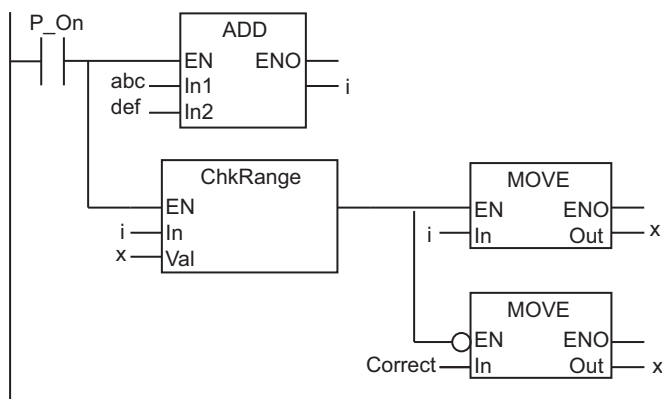 P_On
ADD
EN ENO
abc In1 i
def In2
ChkRange
EN
i In
x Val
MOVE
EN ENO
i In Out x
MOVE
EN ENO
Correct In Out x